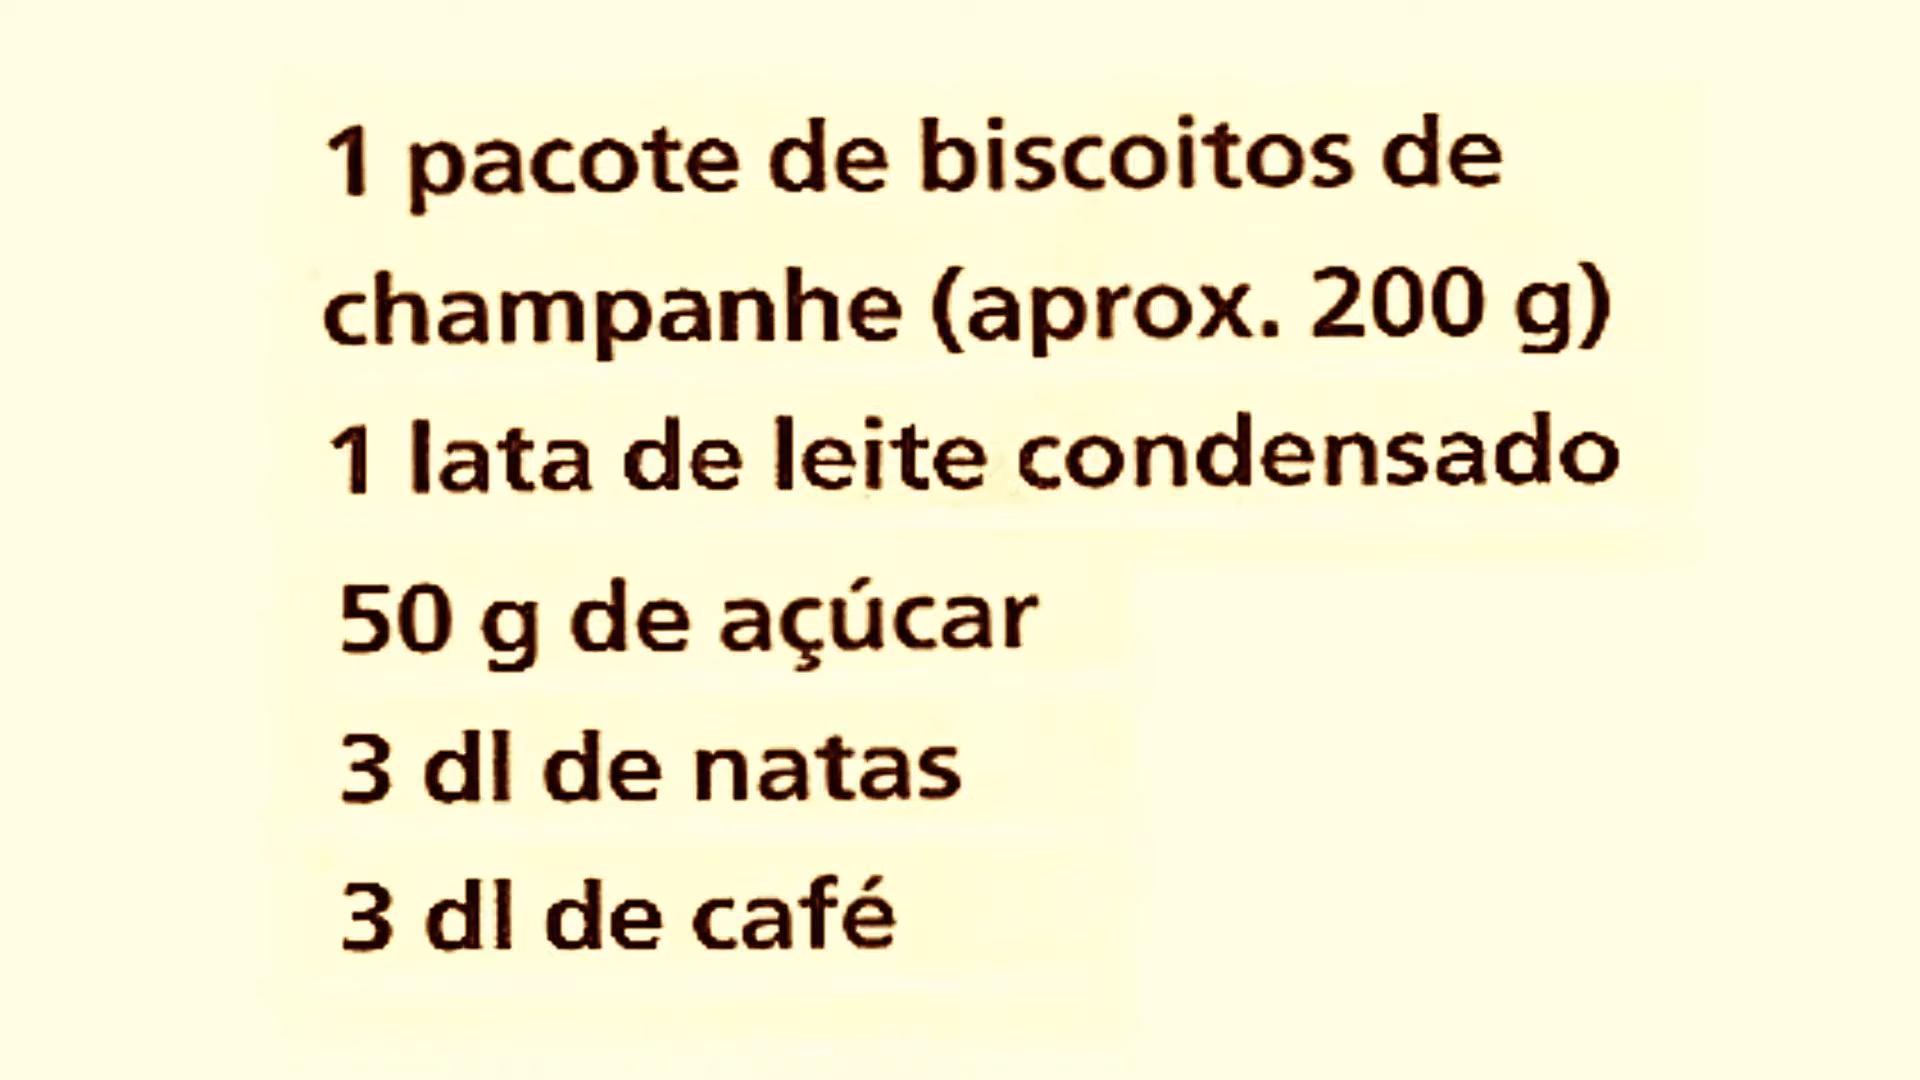 1 pacote de biscoitos de
champanhe (aprox. 200 g)
1 lata de leite condensado
50 g de açúcar
3 dl de natas
3 dl de café